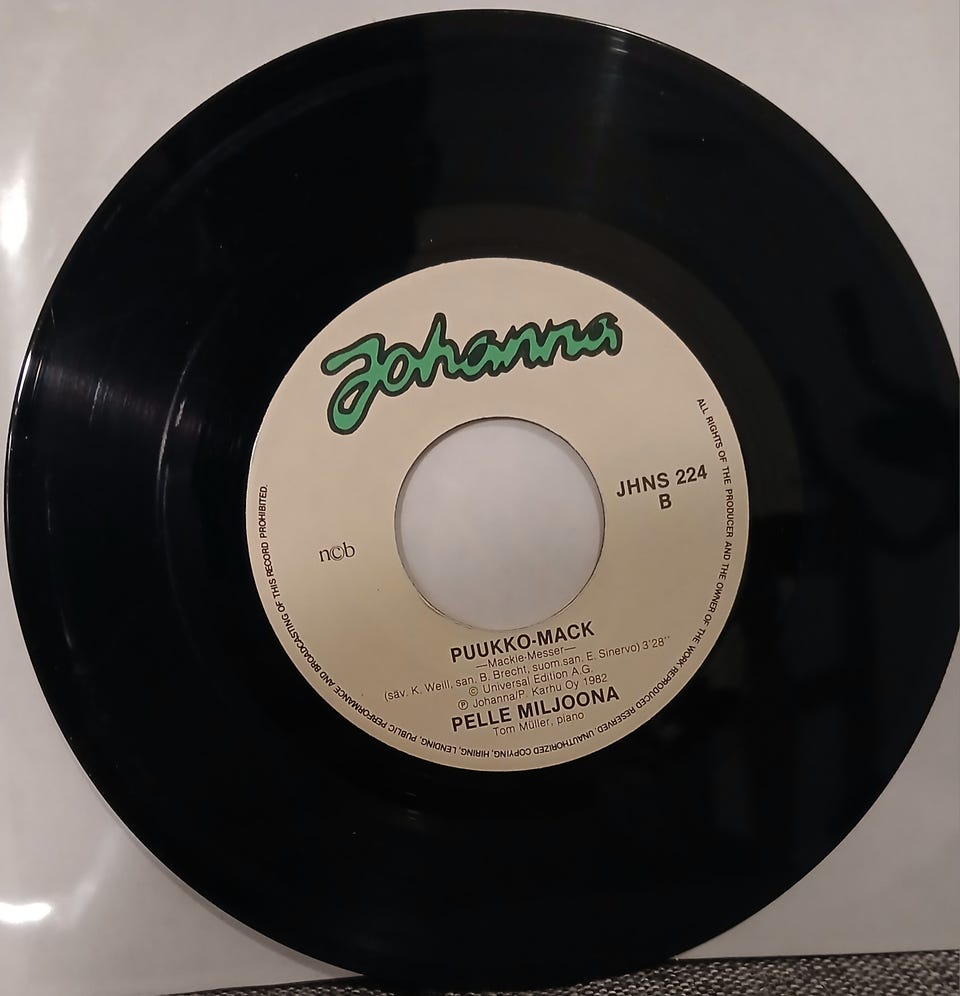 Johanna
JHNS 224
B
n©b
PUUKKO-MACK
—Mackie-Messer—
(säv. K. Weill, san. B. Brecht, suom.san. E. Sinervo) 3'28''
© Universal Edition A.G.
℗ Johanna/P. Karhu Oy 1982
PELLE MILJOONA
Tom Müller, piano
ALL RIGHTS OF THE PRODUCER AND THE OWNER OF THE WORK REPRODUCED RESERVED. UNAUTHORIZED COPYING, HIRING, LENDING, PUBLIC PERFORMANCE AND BROADCASTING OF THIS RECORD PROHIBITED.